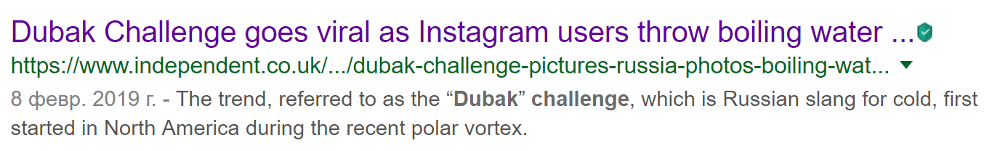 Dubak Challenge goes viral as Instagram users throw boiling water ...
https://www.independent.co.uk/.../dubak-challenge-pictures-russia-photos-boiling-wat...
8 февр. 2019 г. - The trend, referred to as the “Dubak” challenge, which is Russian slang for cold, first
started in North America during the recent polar vortex.